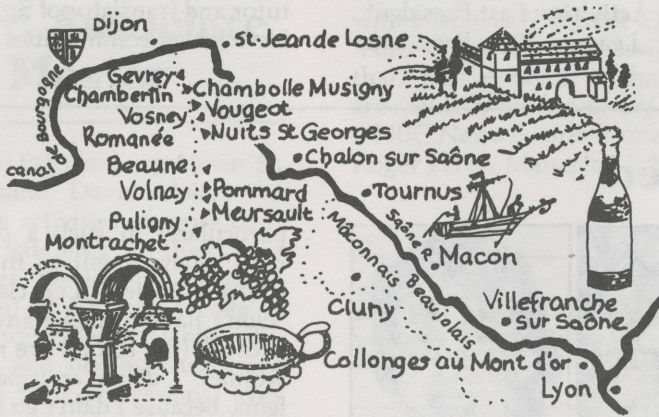 Dijon
St-Jean de Losne
Canal de Bourgogne
Gevrey
Chambertin
Chambolle Musigny
Vougeot
Vosney
Romanée
Nuits St Georges
Chalon sur Saône
Beaune
Volnay
Pommard
Tournus
Meursault
Puligny
Montrachet
Saône R
Macon
Mâconnais
Beaujolais
Cluny
Villefranche
sur Saône
Collonges au Mont d'or
Lyon